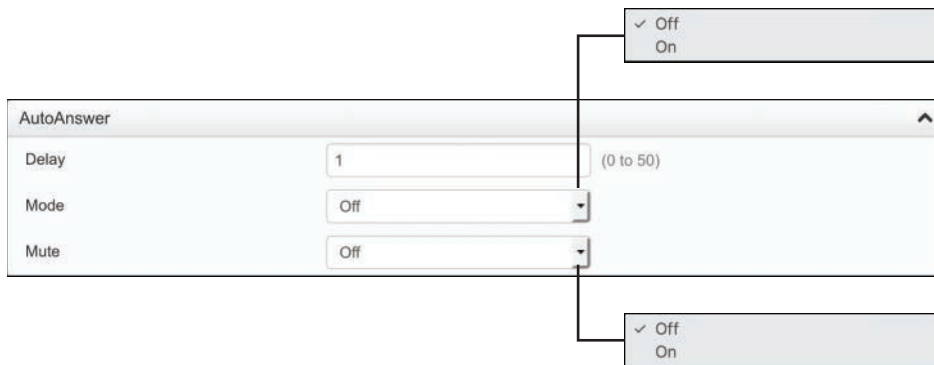 ✓ Off
On
AutoAnswer
Delay 1 (0 to 50)
Mode Off
Mute Off
✓ Off
On